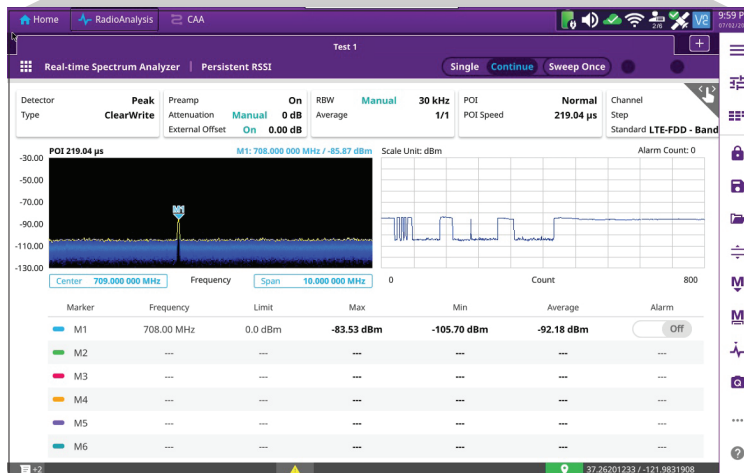 Home RadioAnalysis CAA 2/6 V2 9:59 P
07/02/20
Test 1 +
Real-time Spectrum Analyzer | Persistent RSSI Single Continue Sweep Once
Detector Peak Preamp On RBW Manual 30 kHz POI Normal Channel
Type ClearWrite Attenuation Manual 0 dB Average 1/1 POI Speed 219.04 µs Step
External Offset On 0.00 dB Standard LTE-FDD - Band
POI 219.04 µs M1: 708.000 000 MHz / -85.87 dBm Scale Unit: dBm Alarm Count: 0
-30.00
-50.00
-70.00
M1
-90.00
-110.00
-130.00
Center 709.000 000 MHz Frequency Span 10.000 000 MHz 0 Count 800
Marker Frequency Limit Max Min Average Alarm
M1 708.00 MHz 0.0 dBm -83.53 dBm -105.70 dBm -92.18 dBm Off
M2 --- --- --- --- --- ---
M3 --- --- --- --- --- ---
M4 --- --- --- --- --- ---
M5 --- --- --- --- --- ---
M6 --- --- --- --- --- ---
+2 37.26201233 / -121.9831908
M
M